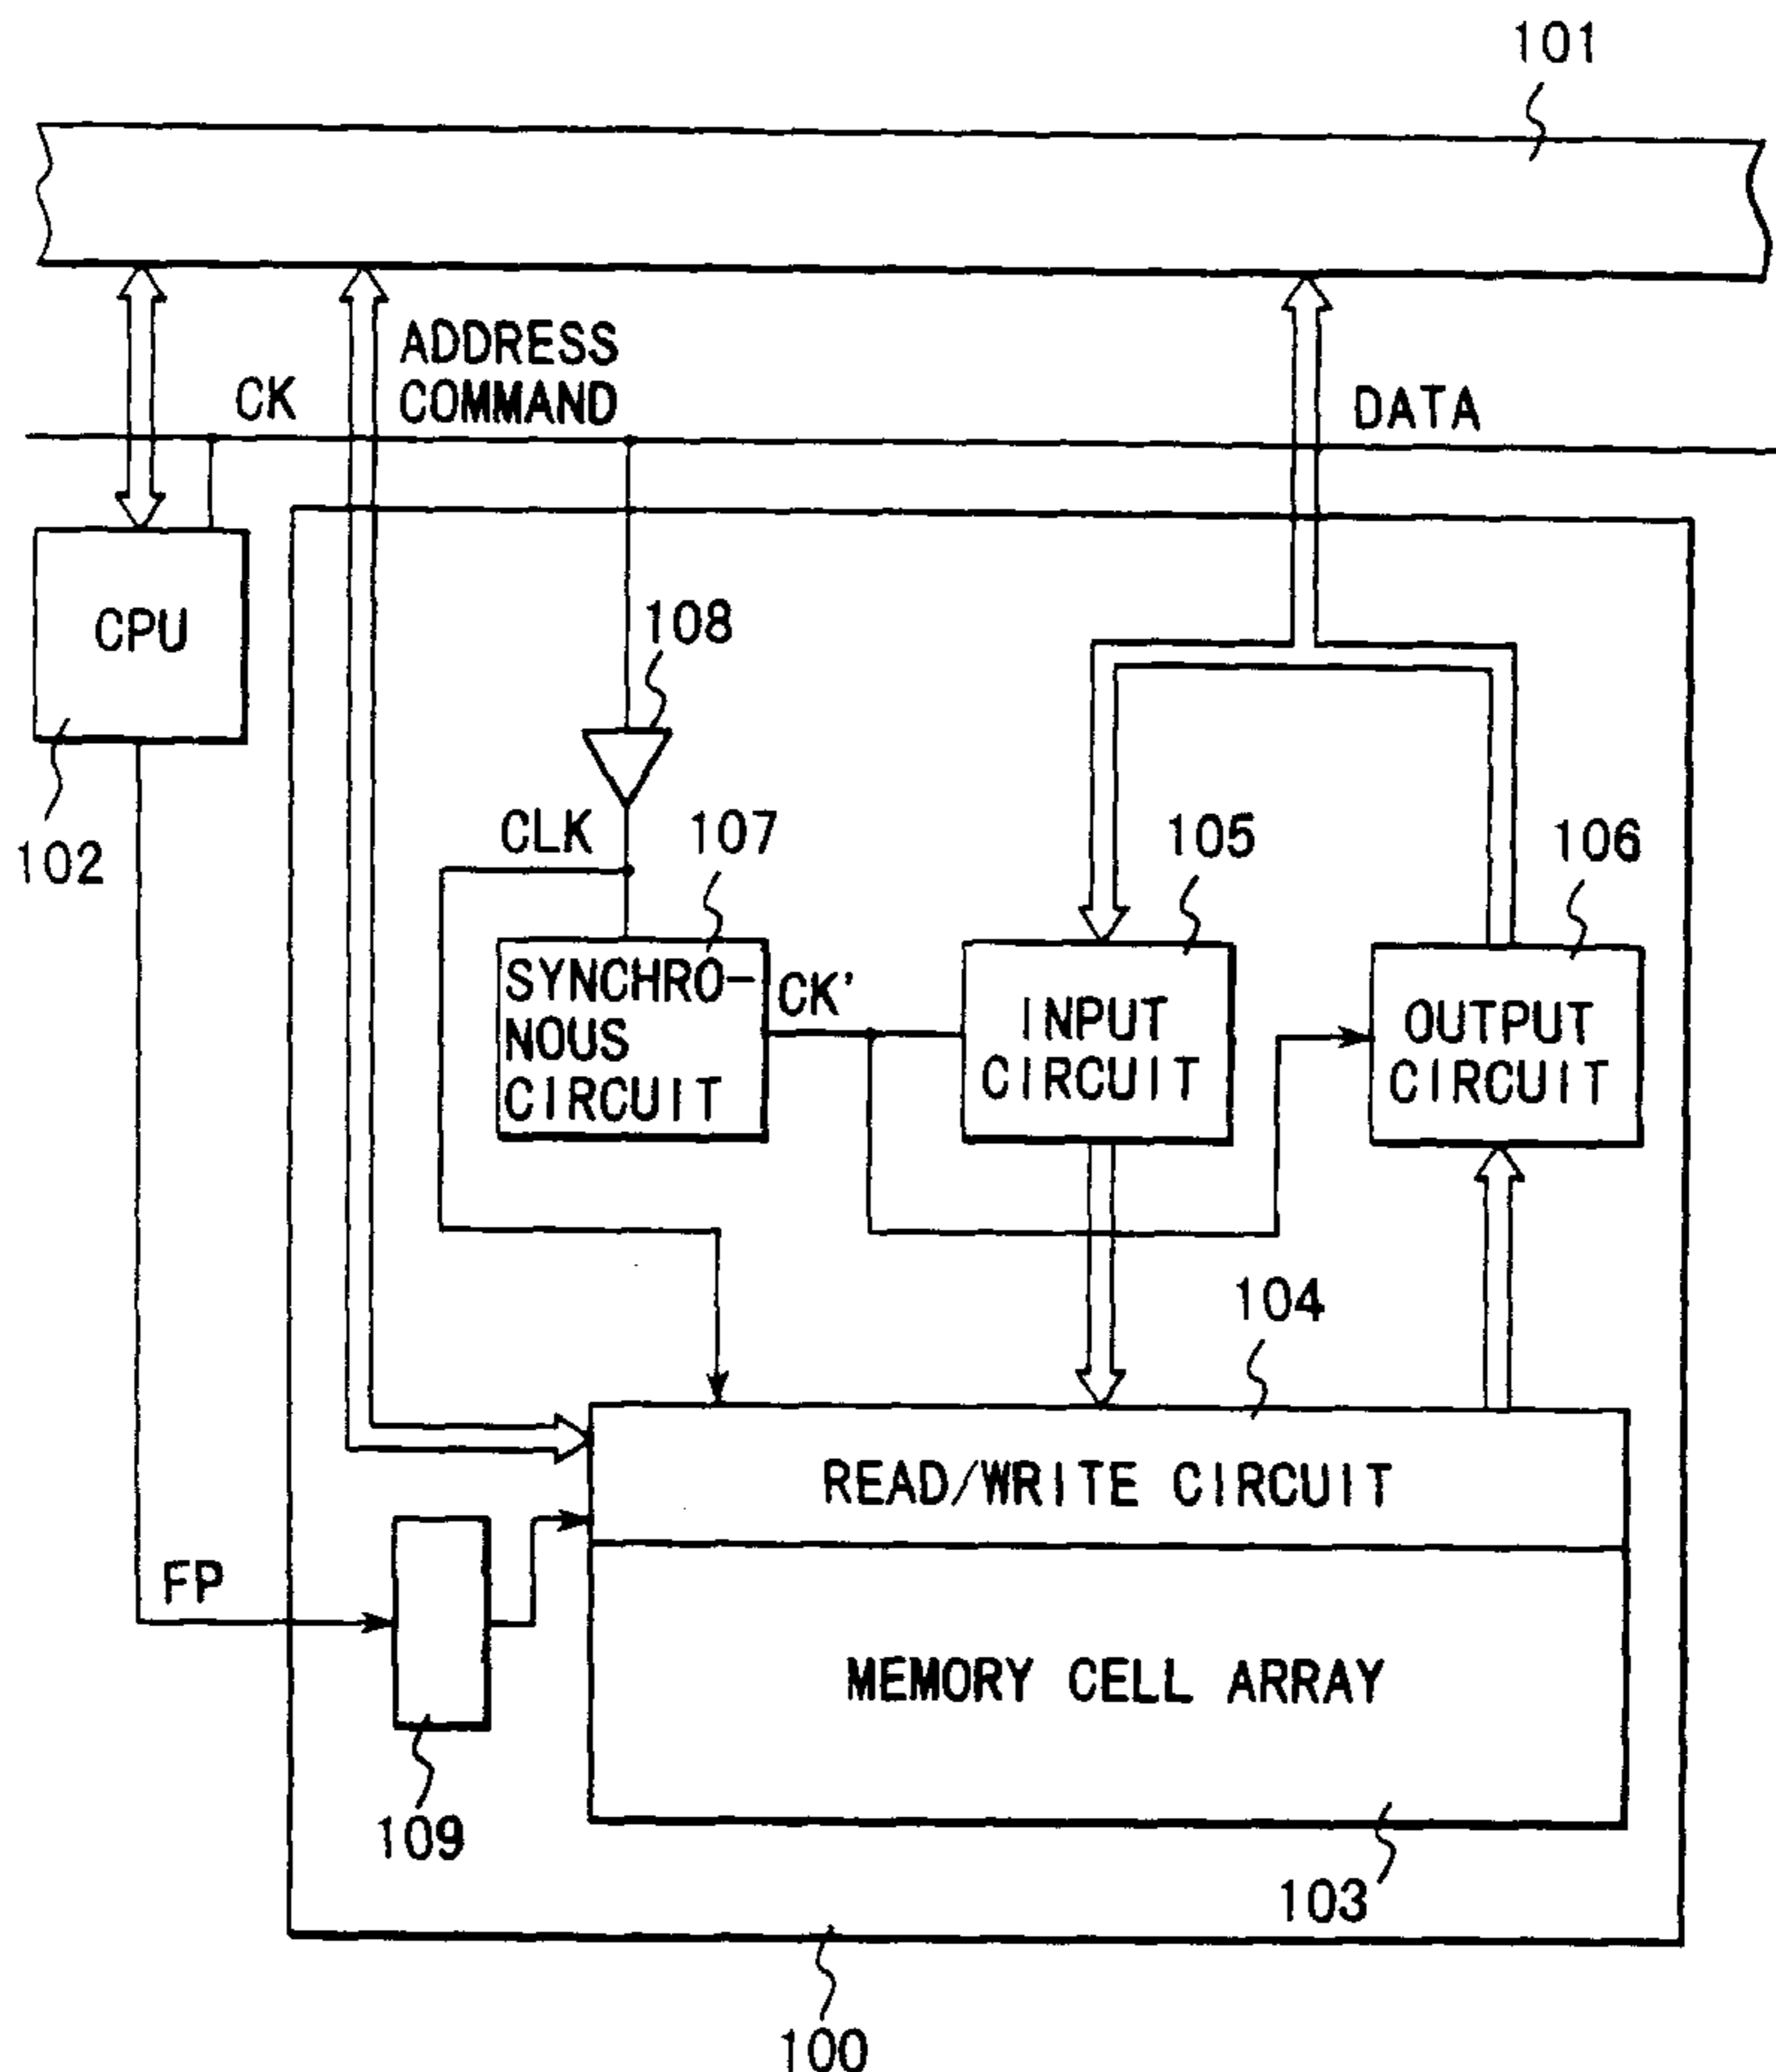 101
ADDRESS
COMMAND
CK
DATA
CPU
108
102
CLK
107
105
106
SYNCHRO-
NOUS
CIRCUIT
CK'
INPUT
CIRCUIT
OUTPUT
CIRCUIT
104
READ/WRITE CIRCUIT
FP
MEMORY CELL ARRAY
109
103
100